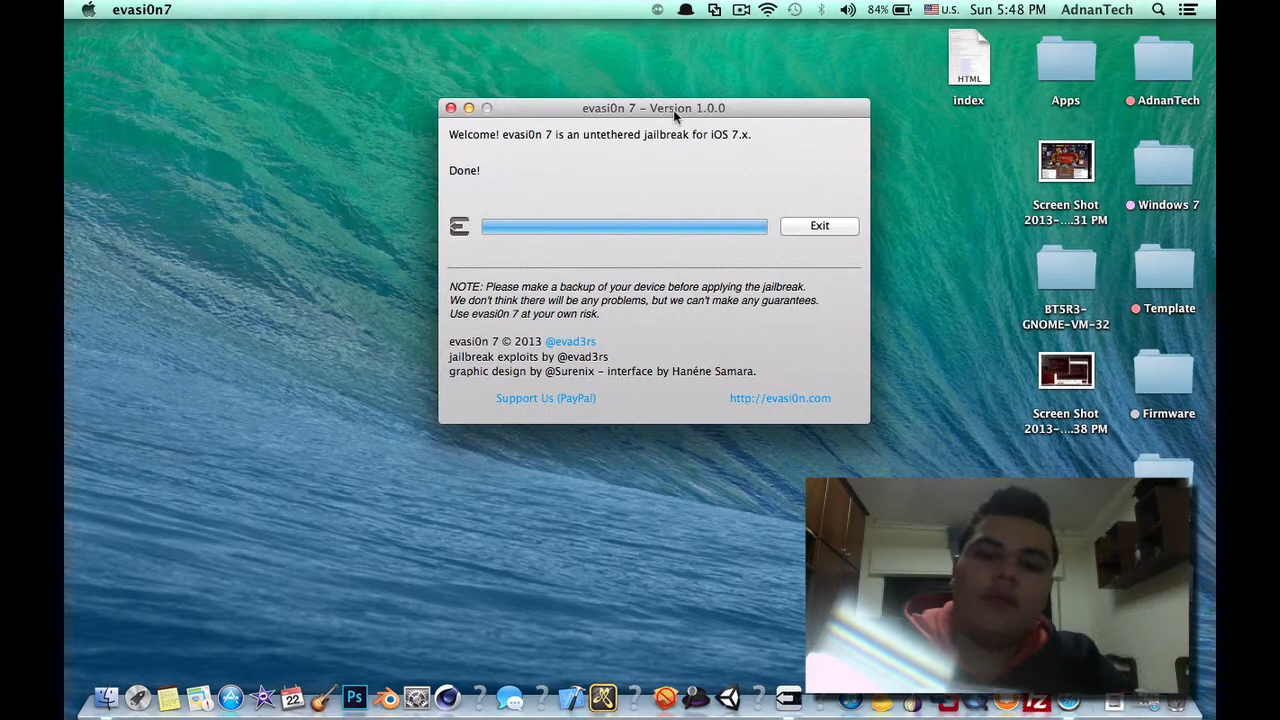 evasi0n7
84%
U.S.
Sun 5:48 PM
AdnanTech
evasi0n 7 – Version 1.0.0
Welcome! evasi0n 7 is an untethered jailbreak for iOS 7.x.
Done!
Exit
NOTE: Please make a backup of your device before applying the jailbreak.
We don't think there will be any problems, but we can't make any guarantees.
Use evasi0n 7 at your own risk.
evasi0n 7 © 2013 @evad3rs
jailbreak exploits by @evad3rs
graphic design by @Surenix – interface by Hanéne Samara.
Support Us (PayPal)
http://evasi0n.com
HTML
index
Apps
AdnanTech
Screen Shot
2013-....31 PM
Windows 7
BT5R3-
GNOME-VM-32
Template
Screen Shot
2013-....38 PM
Firmware
22
Ps